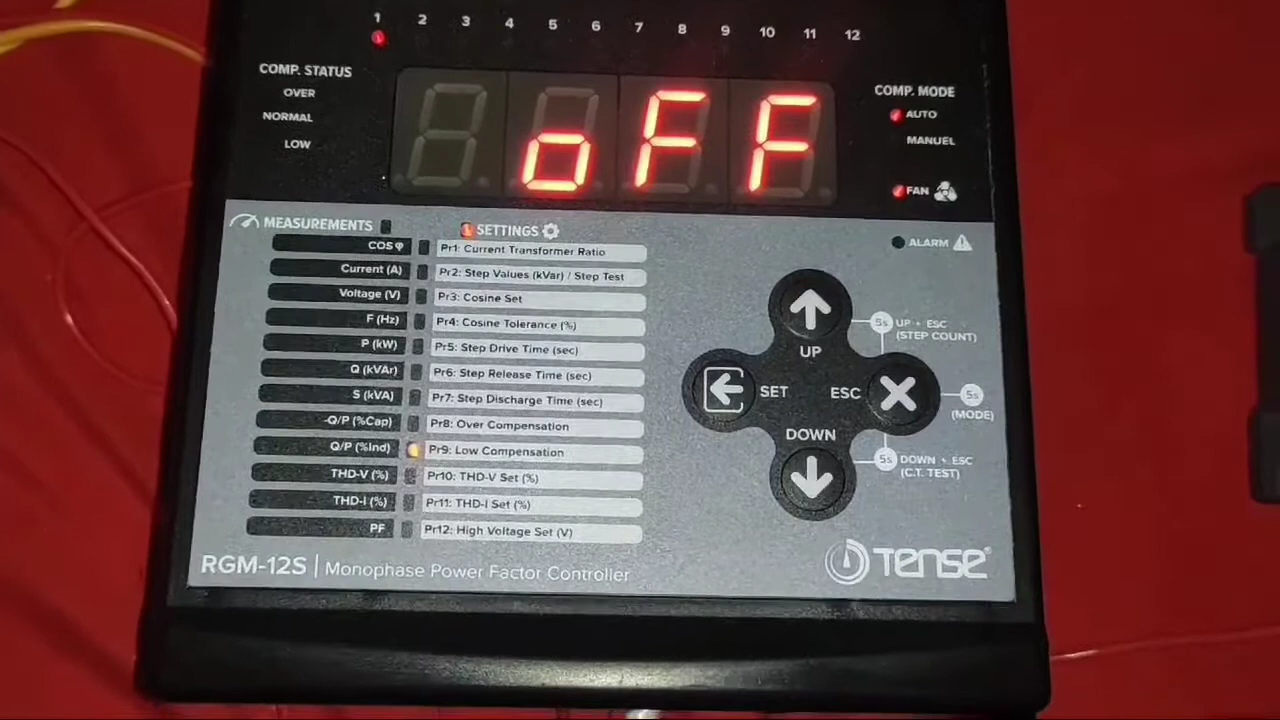 1 2 3 4 5 6 7 8 9 10 11 12
COMP. STATUS
OVER
NORMAL
LOW
oFF
COMP. MODE
AUTO
MANUEL
FAN
MEASUREMENTS
SETTINGS
ALARM
COS φ
Pr1: Current Transformer Ratio
Current (A)
Pr2: Step Values (kVar) / Step Test
Voltage (V)
Pr3: Cosine Set
F (Hz)
Pr4: Cosine Tolerance (%)
P (kW)
Pr5: Step Drive Time (sec)
Q (kVAr)
Pr6: Step Release Time (sec)
S (kVA)
Pr7: Step Discharge Time (sec)
-Q/P (%Cap)
Pr8: Over Compensation
Q/P (%Ind)
Pr9: Low Compensation
THD-V (%)
Pr10: THD-V Set (%)
THD-I (%)
Pr11: THD-I Set (%)
PF
Pr12: High Voltage Set (V)
UP
5s
UP + ESC
(STEP COUNT)
SET
ESC
5s
(MODE)
DOWN
5s
DOWN + ESC
(C.T. TEST)
RGM-12S | Monophase Power Factor Controller
TENSE®